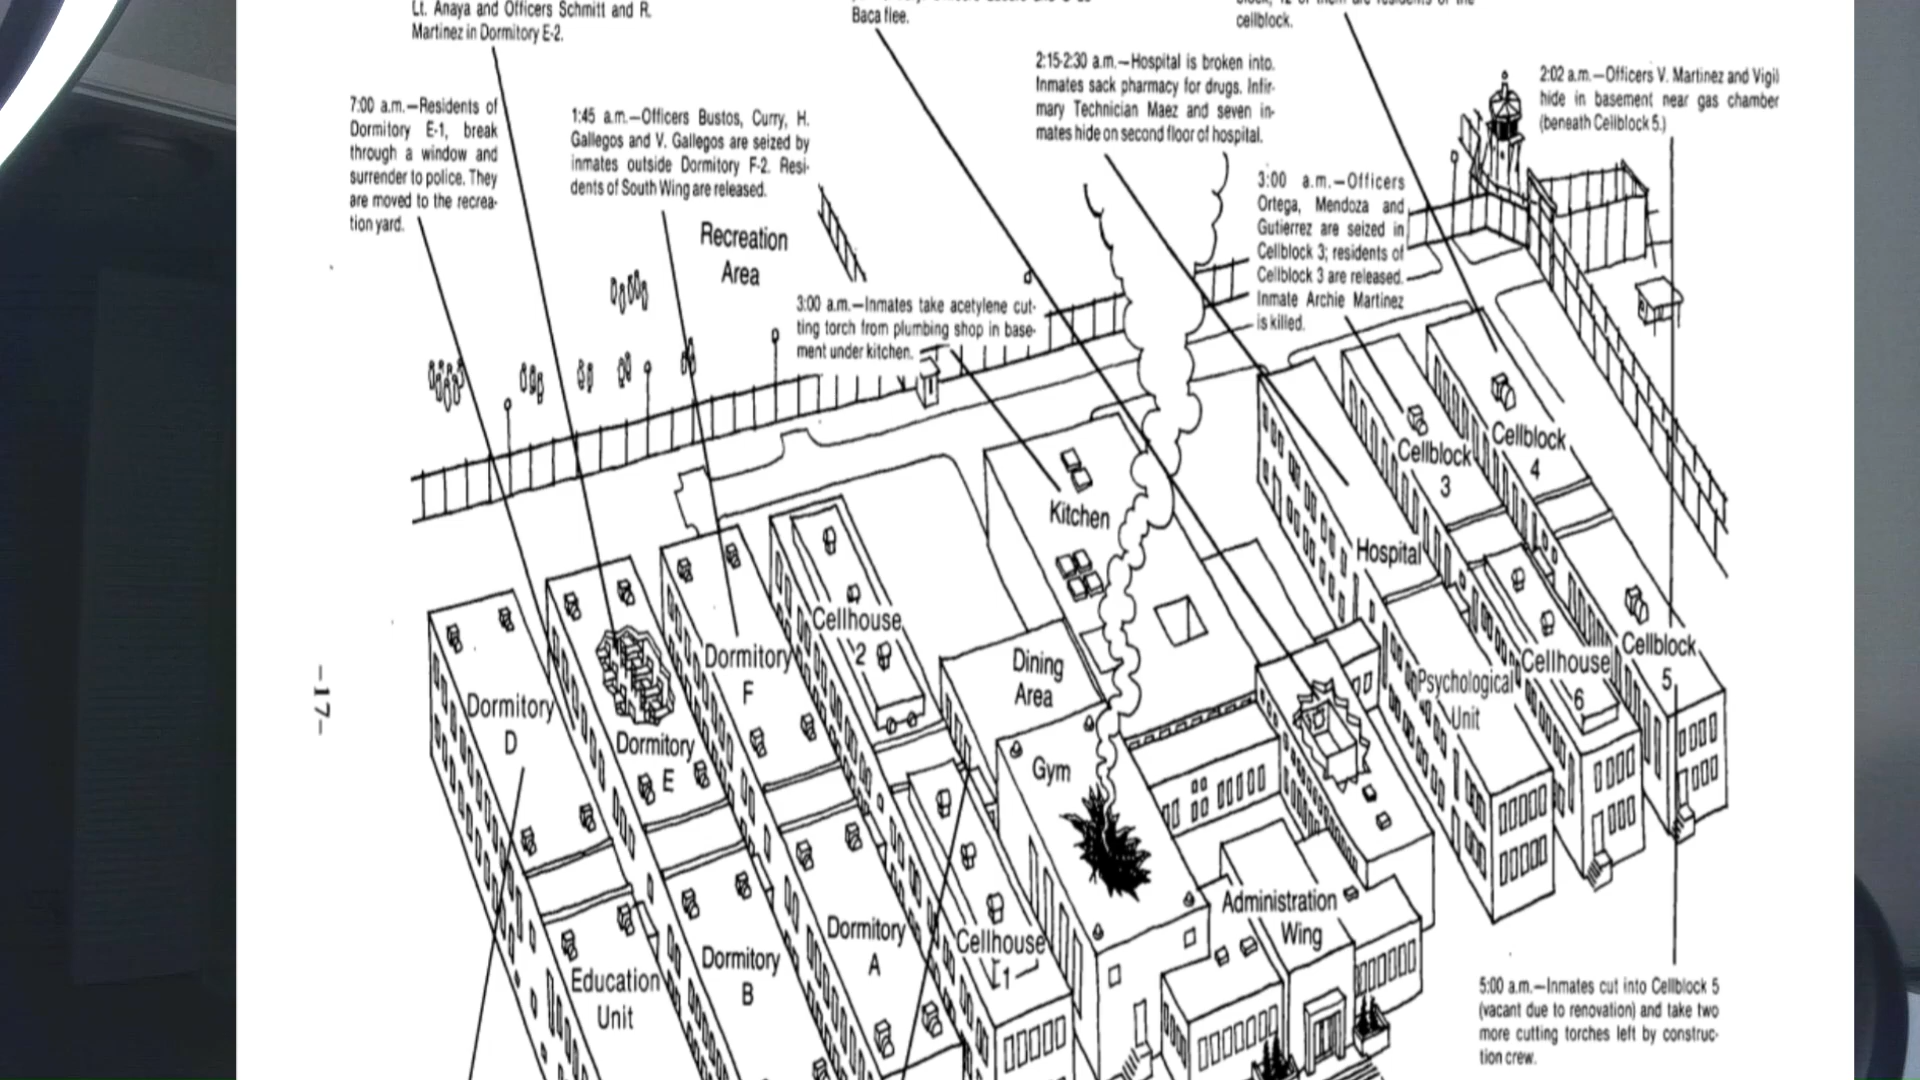 Lt. Anaya and Officers Schmitt and R.
Martinez in Dormitory E-2.
Baca flee.
cellblock.
7:00 a.m.—Residents of
Dormitory E-1, break
through a window and
surrender to police. They
are moved to the recrea-
tion yard.
1:45 a.m.—Officers Bustos, Curry, H.
Gallegos and V. Gallegos are seized by
inmates outside Dormitory F-2. Resi-
dents of South Wing are released.
2:15-2:30 a.m.—Hospital is broken into.
Inmates sack pharmacy for drugs. Infir-
mary Technician Maez and seven in-
mates hide on second floor of hospital.
2:02 a.m.—Officers V. Martinez and Vigil
hide in basement near gas chamber
(beneath Cellblock 5.)
3:00 a.m.—Officers
Ortega, Mendoza and
Gutierrez are seized in
Cellblock 3; residents of
Cellblock 3 are released.
Inmate Archie Martinez
is killed.
Recreation
Area
3:00 a.m.—Inmates take acetylene cut-
ting torch from plumbing shop in base-
ment under kitchen.
Cellblock
3
Cellblock
4
Kitchen
Hospital
Cellhouse
2
Dormitory
F
Dining
Area
Cellblock
5
Cellhouse
6
Psychological
Unit
-17-
Dormitory
D
Dormitory
E
Gym
Administration
Wing
Dormitory
A
Cellhouse
1
Dormitory
B
Education
Unit
5:00 a.m.—Inmates cut into Cellblock 5
(vacant due to renovation) and take two
more cutting torches left by construc-
tion crew.